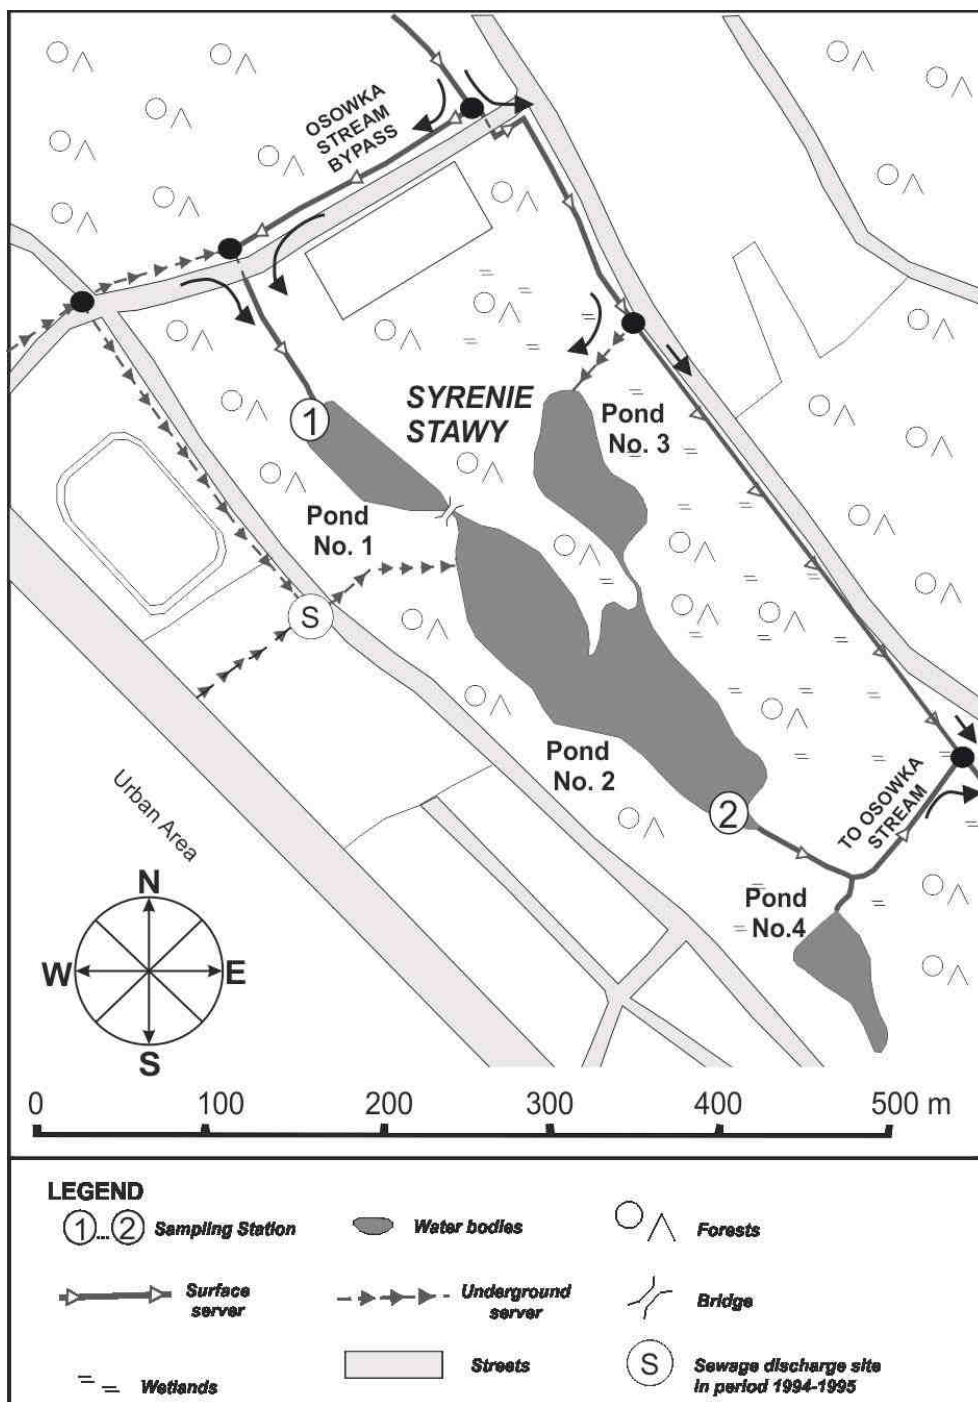 OSOWKA
STREAM
BYPASS
SYRENIE
STAWY
Pond
No. 3
1
Pond
No. 1
S
Pond
No. 2
2
TO OSOWKA
STREAM
Urban Area
Pond
No.4
N
W
E
S
0 100 200 300 400 500 m
LEGEND
1...2 Sampling Station
Water bodies
Forests
Surface
server
Underground
server
Bridge
Wetlands
Streets
S Sewage discharge site
in period 1994-1995